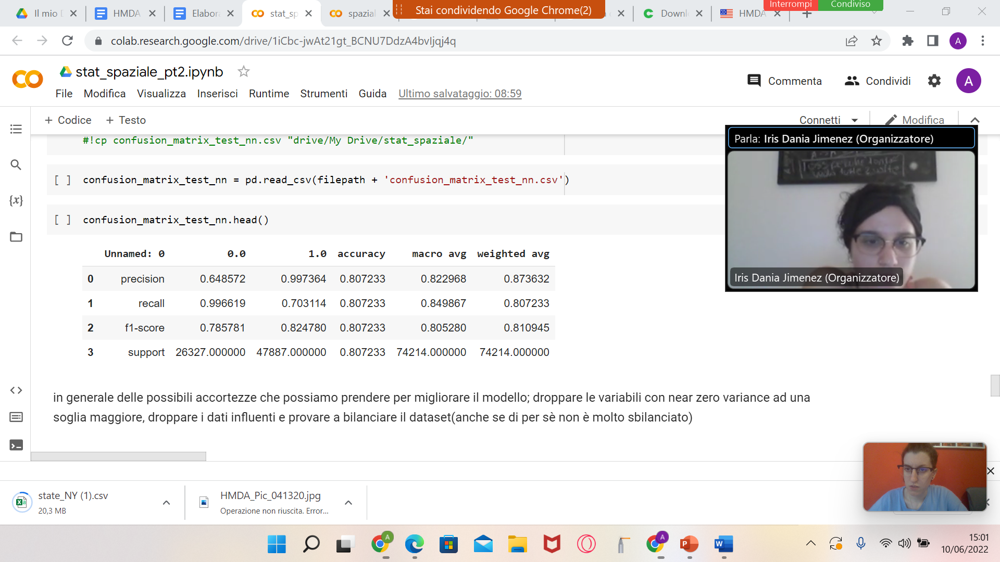 Il mio
HMDA
Elabor
stat_sp
spazial
Stai condividendo Google Chrome(2)
Downl
HMDA
Interrompi
Condiviso
colab.research.google.com/drive/1iCbc-jwAt21gt_BCNU7DdzA4bvIjqj4q
A
stat_spaziale_pt2.ipynb
Commenta
Condividi
A
File Modifica Visualizza Inserisci Runtime Strumenti Guida Ultimo salvataggio: 08:59
+ Codice + Testo
Connetti
Modifica
#!cp confusion_matrix_test_nn.csv "drive/My Drive/stat_spaziale/"
[ ] confusion_matrix_test_nn = pd.read_csv(filepath + 'confusion_matrix_test_nn.csv')
[ ] confusion_matrix_test_nn.head()
Unnamed: 0 0.0 1.0 accuracy macro avg weighted avg
0 precision 0.648572 0.997364 0.807233 0.822968 0.873632
1 recall 0.996619 0.703114 0.807233 0.849867 0.807233
2 f1-score 0.785781 0.824780 0.807233 0.805280 0.810945
3 support 26327.000000 47887.000000 0.807233 74214.000000 74214.000000
in generale delle possibili accortezze che possiamo prendere per migliorare il modello; droppare le variabili con near zero variance ad una
soglia maggiore, droppare i dati influenti e provare a bilanciare il dataset(anche se di per sè non è molto sbilanciato)
Parla: Iris Dania Jimenez (Organizzatore)
Iris Dania Jimenez (Organizzatore)
{x}
state_NY (1).csv
20,3 MB
HMDA_Pic_041320.jpg
Operazione non riuscita. Error...
15:01
10/06/2022